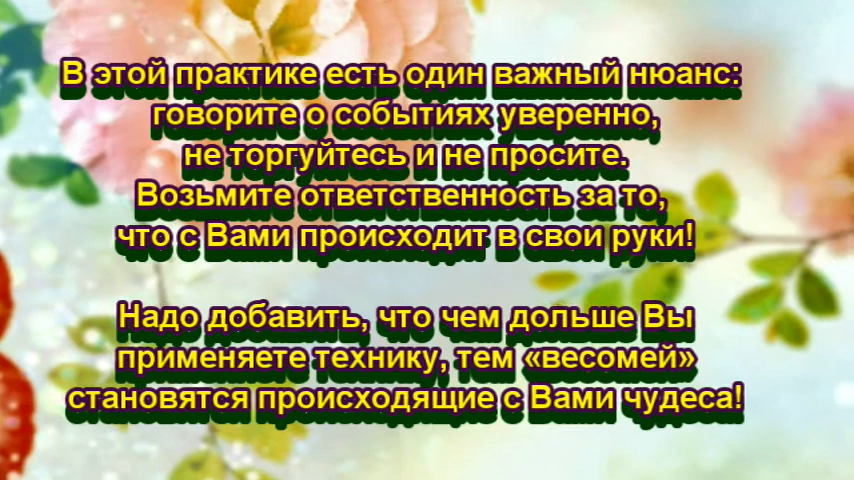 В этой практике есть один важный нюанс:
говорите о событиях уверенно,
не торгуйтесь и не просите.
Возьмите ответственность за то,
что с Вами происходит в свои руки!
Надо добавить, что чем дольше Вы
применяете технику, тем «весомей»
становятся происходящие с Вами чудеса!